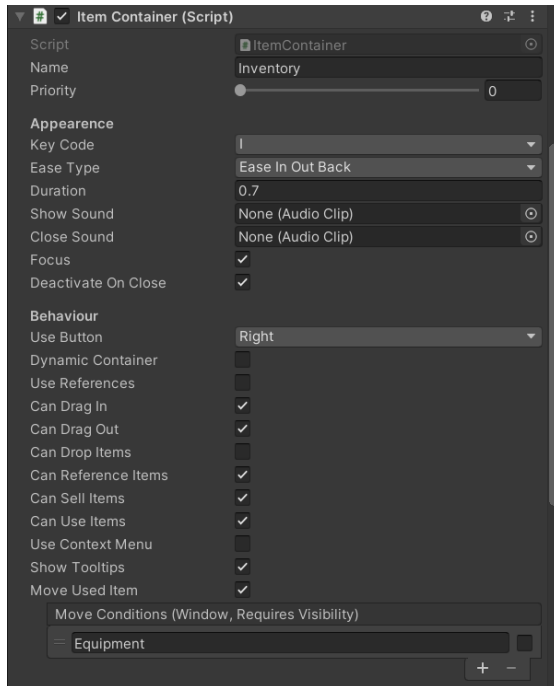 Item Container (Script)
Script ItemContainer
Name Inventory
Priority 0
Appearance
Key Code I
Ease Type Ease In Out Back
Duration 0.7
Show Sound None (Audio Clip)
Close Sound None (Audio Clip)
Focus
Deactivate On Close
Behaviour
Use Button Right
Dynamic Container
Use References
Can Drag In
Can Drag Out
Can Drop Items
Can Reference Items
Can Sell Items
Can Use Items
Use Context Menu
Show Tooltips
Move Used Item
Move Conditions (Window, Requires Visibility)
Equipment
+ −